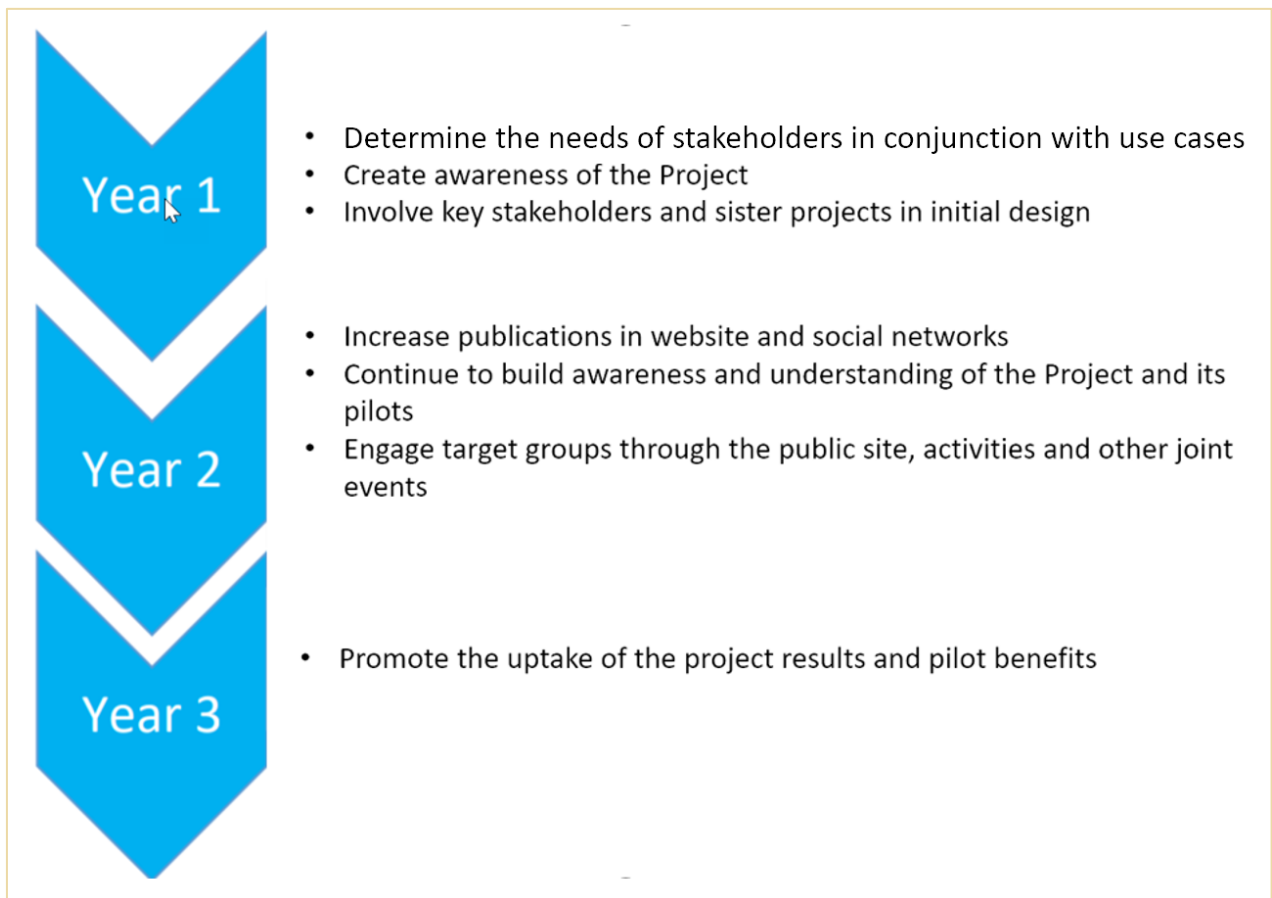 Year 1
• Determine the needs of stakeholders in conjunction with use cases
• Create awareness of the Project
• Involve key stakeholders and sister projects in initial design
Year 2
• Increase publications in website and social networks
• Continue to build awareness and understanding of the Project and its
pilots
• Engage target groups through the public site, activities and other joint
events
Year 3
• Promote the uptake of the project results and pilot benefits